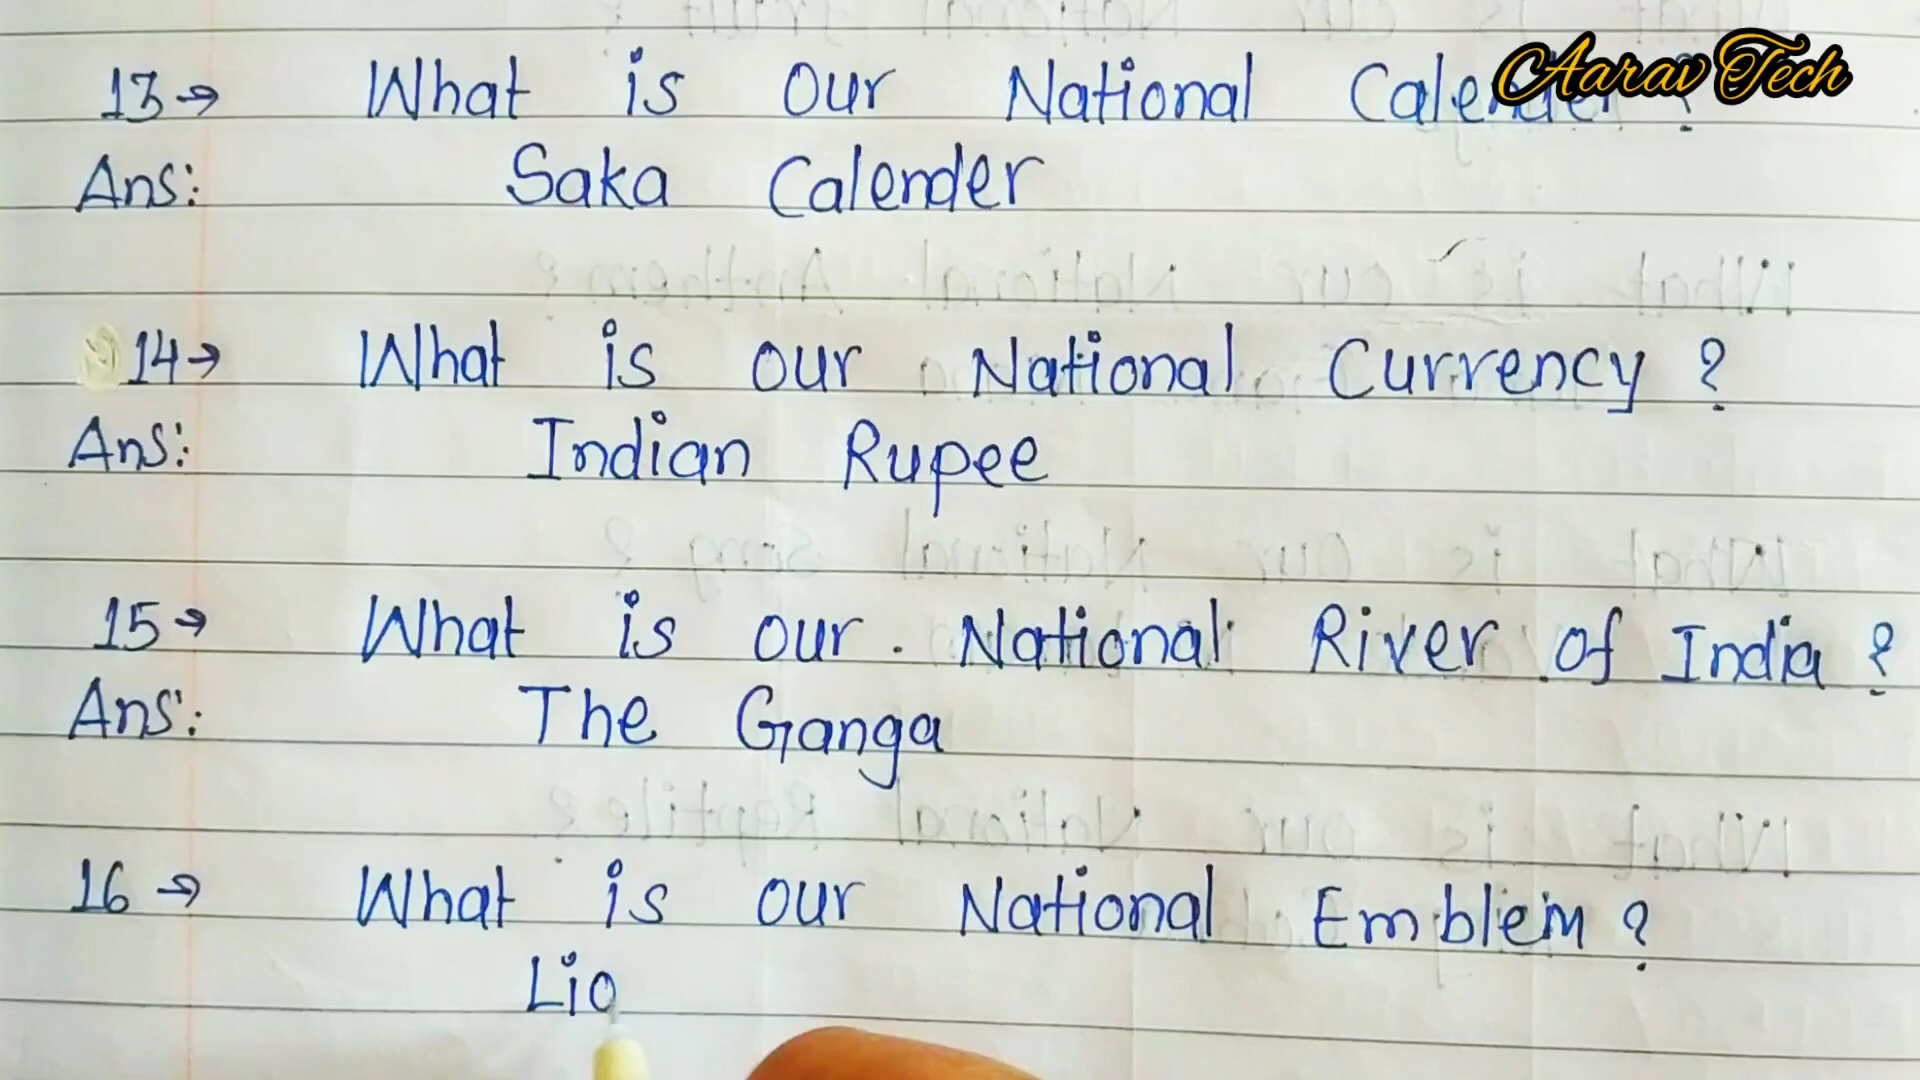 13→ What is our National Calender ?
Aarav Tech
Ans: Saka Calender
14→ What is our National Currency ?
Ans: Indian Rupee
15→ What is our. National River of India ?
Ans: The Ganga
16→ What is our National Emblem ?
Lio